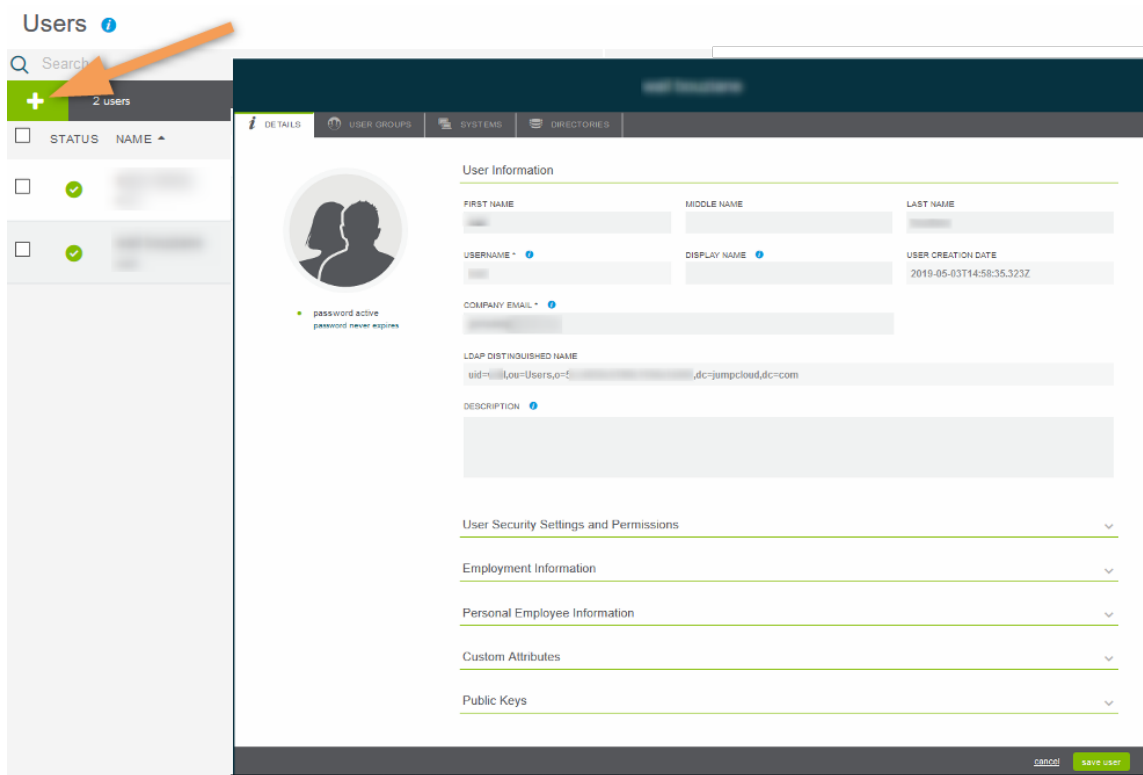 Users
Search
2 users
STATUS NAME
DETAILS USER GROUPS SYSTEMS DIRECTORIES
User Information
FIRST NAME MIDDLE NAME LAST NAME
USERNAME * DISPLAY NAME USER CREATION DATE
2019-05-03T14:58:35.323Z
password active
password never expires
COMPANY EMAIL *
LDAP DISTINGUISHED NAME
uid= ,ou=Users,o= ,dc=jumpcloud,dc=com
DESCRIPTION
User Security Settings and Permissions
Employment Information
Personal Employee Information
Custom Attributes
Public Keys
cancel save user